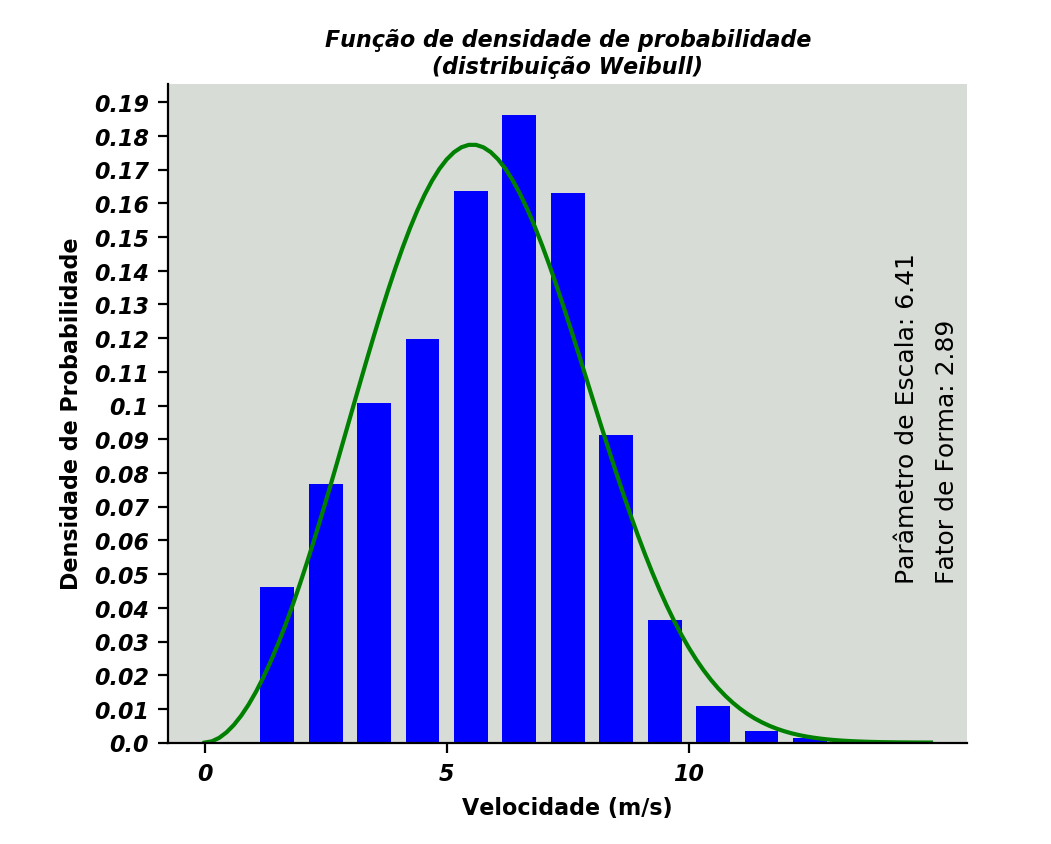 Função de densidade de probabilidade
(distribuição Weibull)
Densidade de Probabilidade
0.19
0.18
0.17
0.16
0.15
0.14
0.13
0.12
0.11
0.1
0.09
0.08
0.07
0.06
0.05
0.04
0.03
0.02
0.01
0.0
0 5 10
Velocidade (m/s)
Parâmetro de Escala: 6.41
Fator de Forma: 2.89